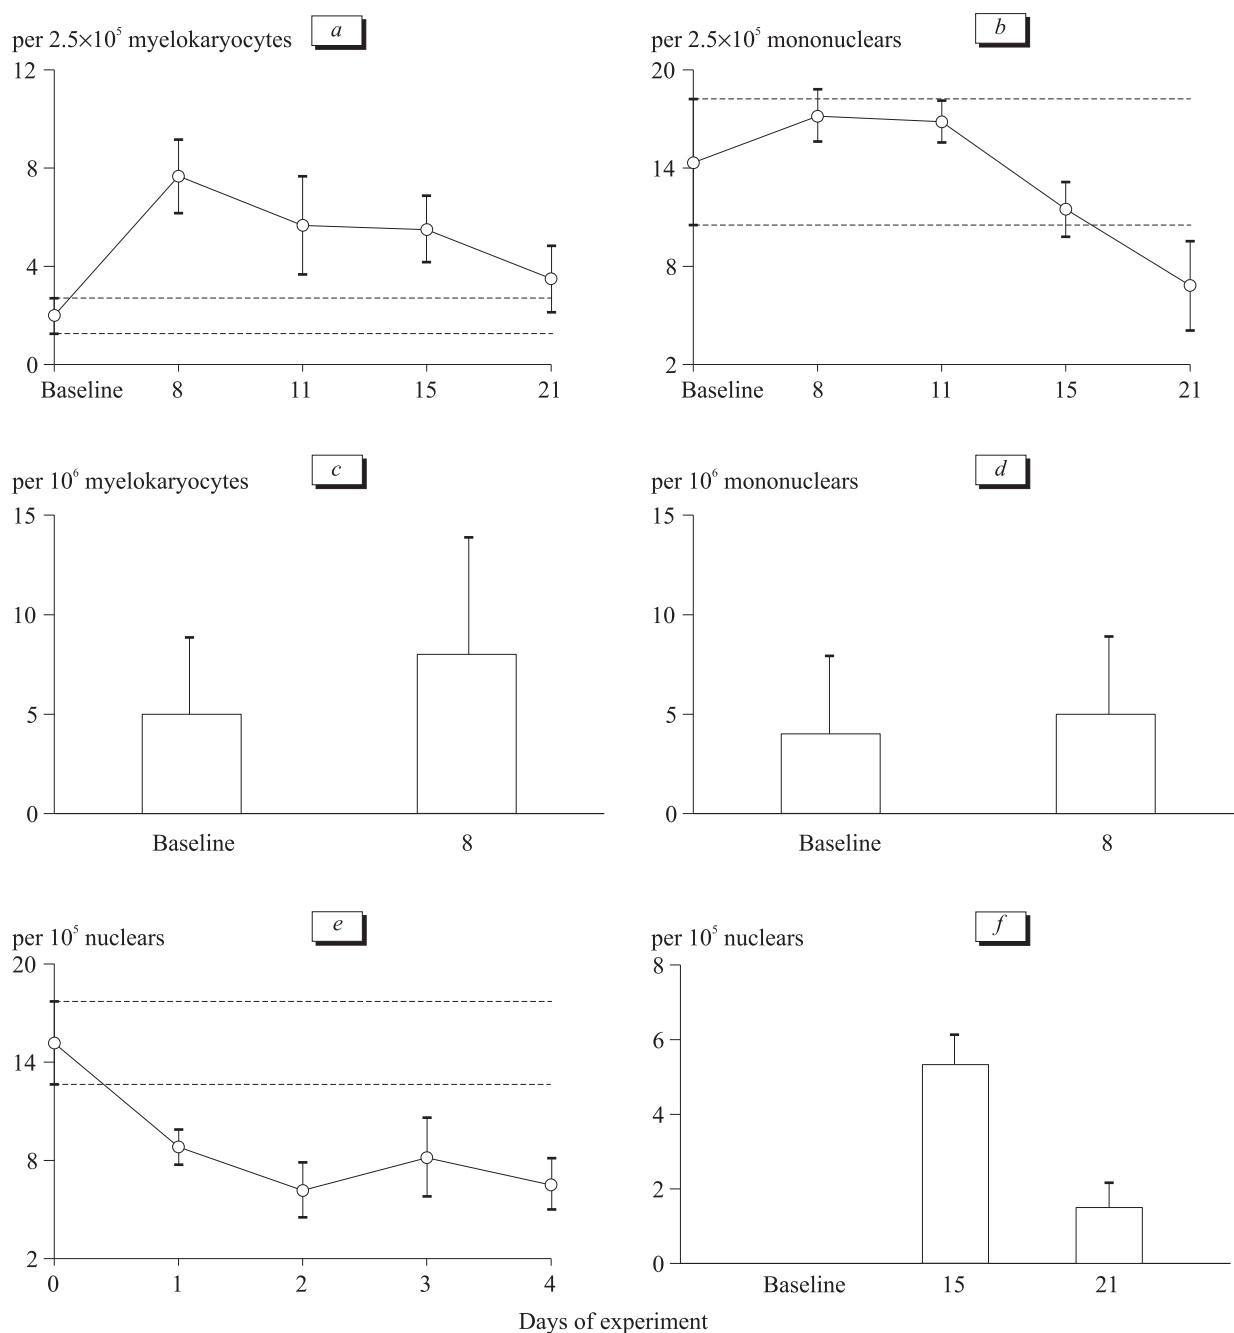 a
per 2.5×10⁵ myelokaryocytes
12
8
4
0
Baseline 8 11 15 21
b
per 2.5×10⁵ mononuclears
20
14
8
2
Baseline 8 11 15 21
c
per 10⁶ myelokaryocytes
15
10
5
0
Baseline 8
d
per 10⁶ mononuclears
15
10
5
0
Baseline 8
e
per 10⁵ nuclears
20
14
8
2
0 1 2 3 4
f
per 10⁵ nuclears
8
6
4
2
0
Baseline 15 21
Days of experiment